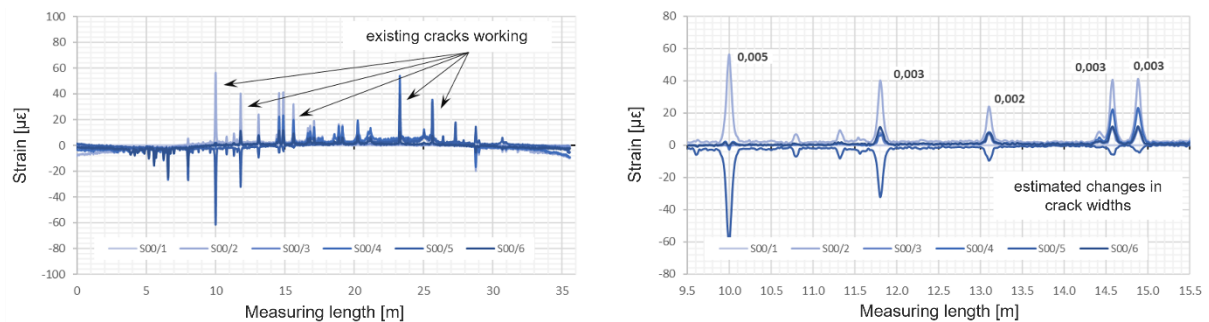 100
80
60
40
20
0
-20
-40
-60
-80
-100
Strain [µε]
existing cracks working
S00/1 S00/2 S00/3 S00/4 S00/5 S00/6
0 5 10 15 20 25 30 35
Measuring length [m]
80
60
40
20
0
-20
-40
-60
-80
Strain [µε]
0,005
0,003
0,002
0,003
0,003
estimated changes in
crack widths
S00/1 S00/2 S00/3 S00/4 S00/5 S00/6
9.5 10.0 10.5 11.0 11.5 12.0 12.5 13.0 13.5 14.0 14.5 15.0 15.5
Measuring length [m]